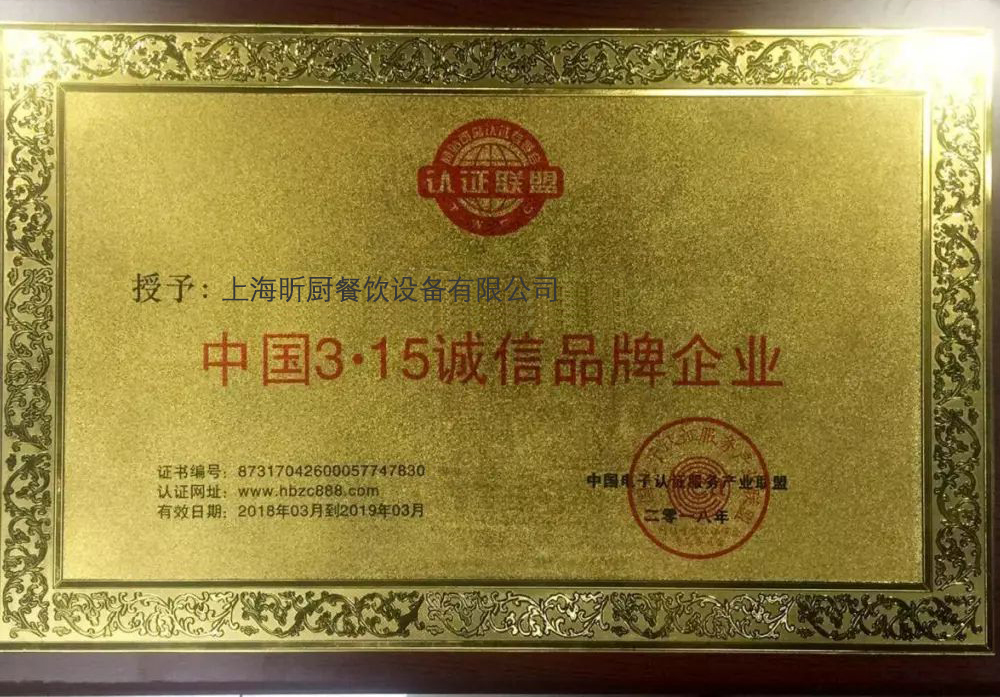 认证联盟
授予：上海昕厨餐饮设备有限公司
中国3·15诚信品牌企业
证书编号：87317042600057747830
认证网址：www.hbzc888.com
有效日期：2018年03月到2019年03月
中国电子认证服务产业联盟
二零一八年